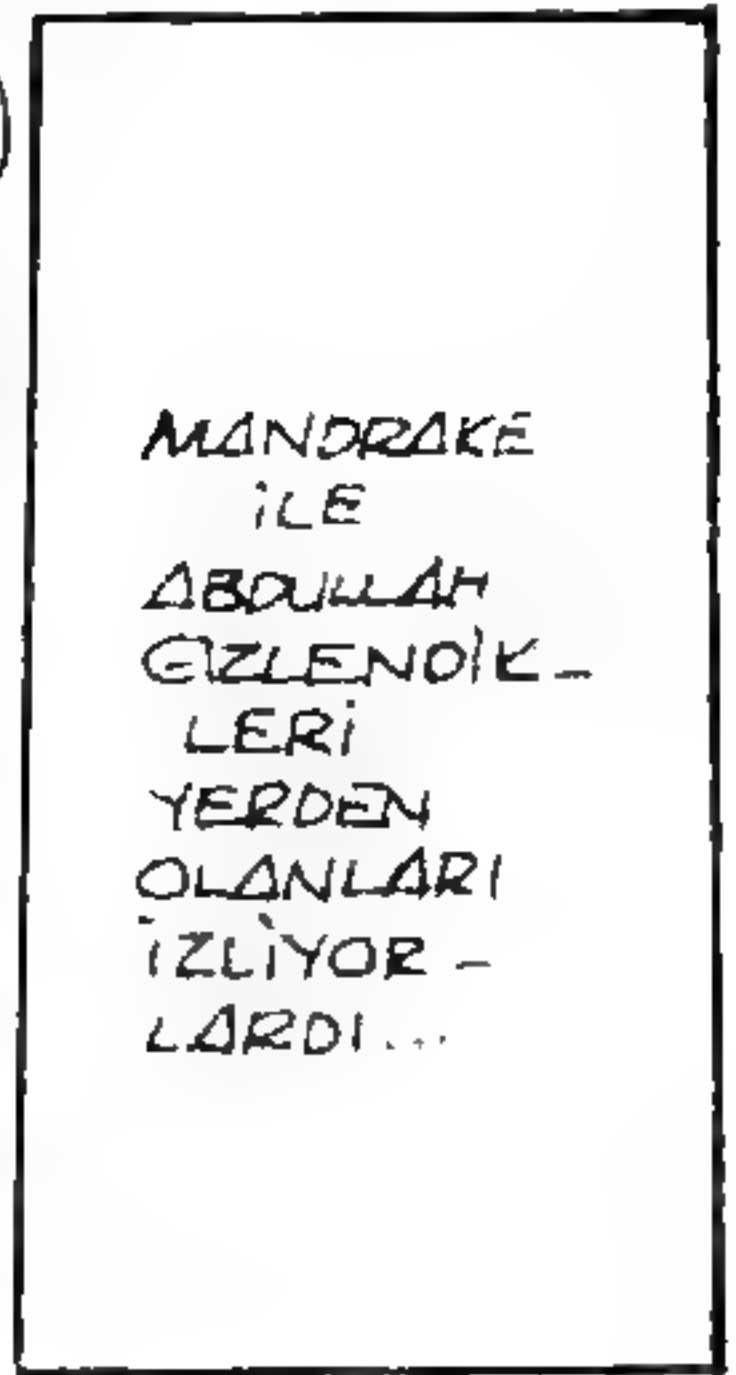 MANDRAKE
İLE
ABDULLAH
GİZLENDİK-
LERİ
YERDEN
OLANLARI
İZLİYOR-
LARDI...